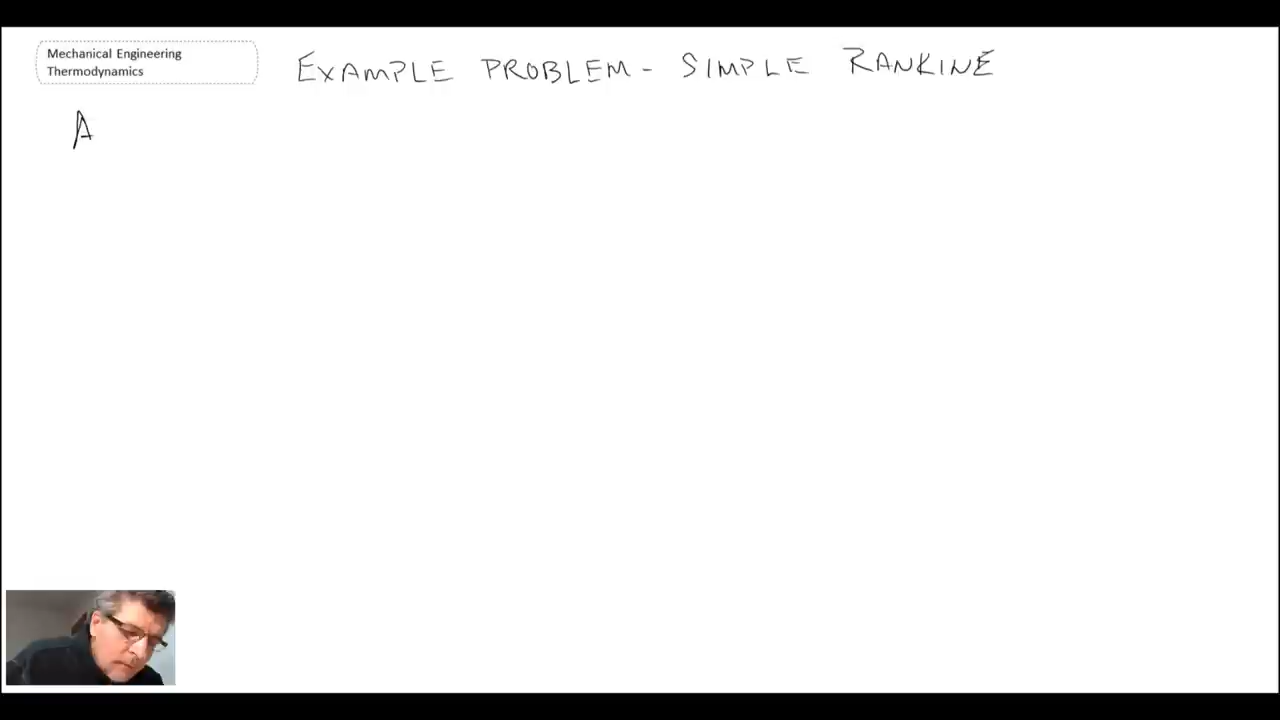 Mechanical Engineering
Thermodynamics
EXAMPLE PROBLEM - SIMPLE RANKINE
A